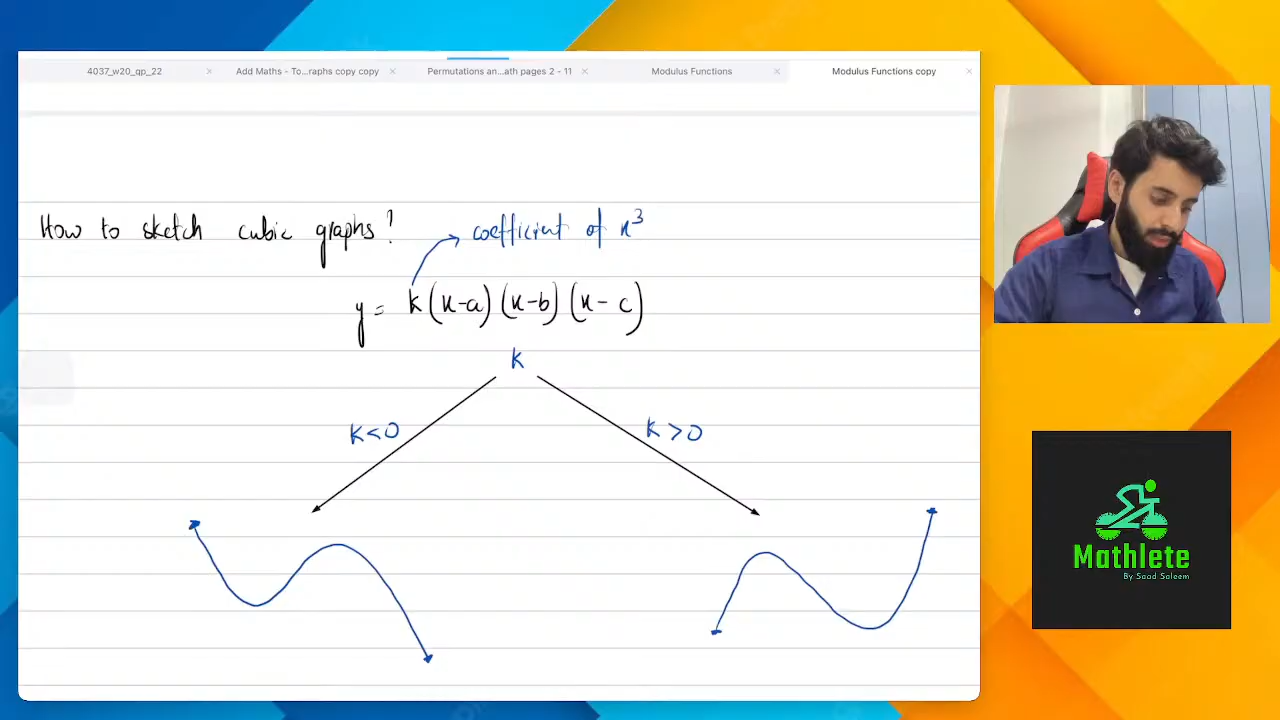 4037_w20_qp_22
Add Maths - To...raphs copy copy
Permutations an...ath pages 2 - 11
Modulus Functions
Modulus Functions copy
How to sketch cubic graphs?
coefficient of x³
y = k(x-a)(x-b)(x-c)
k
k<0
k>0
Mathlete
By Saad Saleem